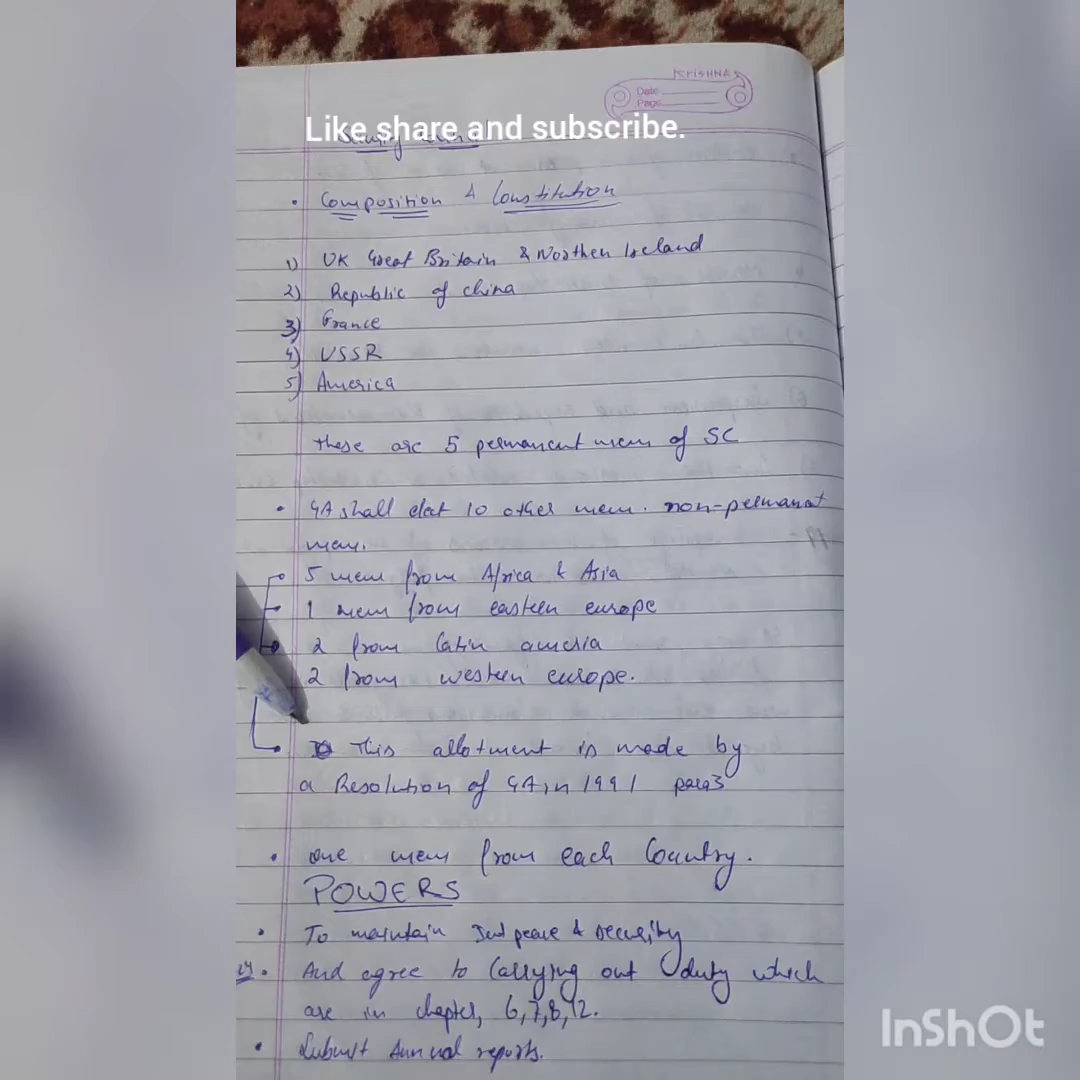 KRISHNA
Date
Page
Like share and subscribe.
Security Council
• Composition & Constitution
1) UK Great Britain & Northen Ireland
2) Republic of china
3) France
4) USSR
5) America
These are 5 permanent mem of SC
• GA shall elect 10 other mem. non-permanat
mem.
5 mem from Africa & Asia
1 mem from eastern europe
2 from Latin america
2 from western europe.
• This allotment is made by
a Resolution of GA, in 1991 para3
• One mem from each Country.
POWERS
• To maintain Int peace & security
24. And agree to Carrying out duty which
are in chapter, 6,7,8,12.
• Submit Annual reports.
InShOt